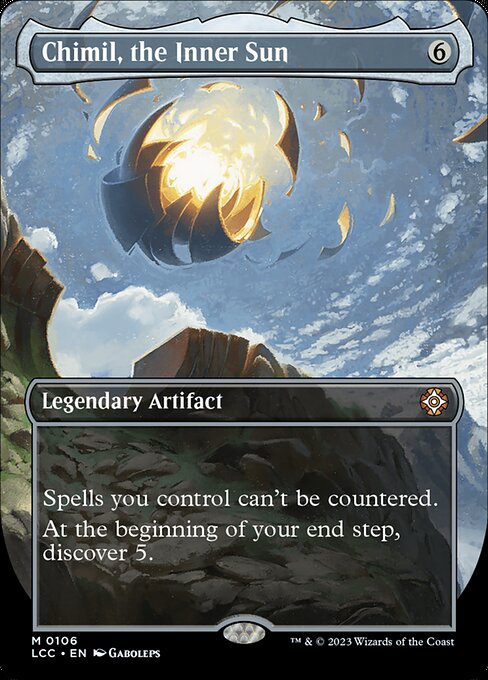 Chimil, the Inner Sun 6
Legendary Artifact
Spells you control can't be countered.
At the beginning of your end step,
discover 5.
M 0106
LCC • EN GABOLEPS
™ & © 2023 Wizards of the Coast